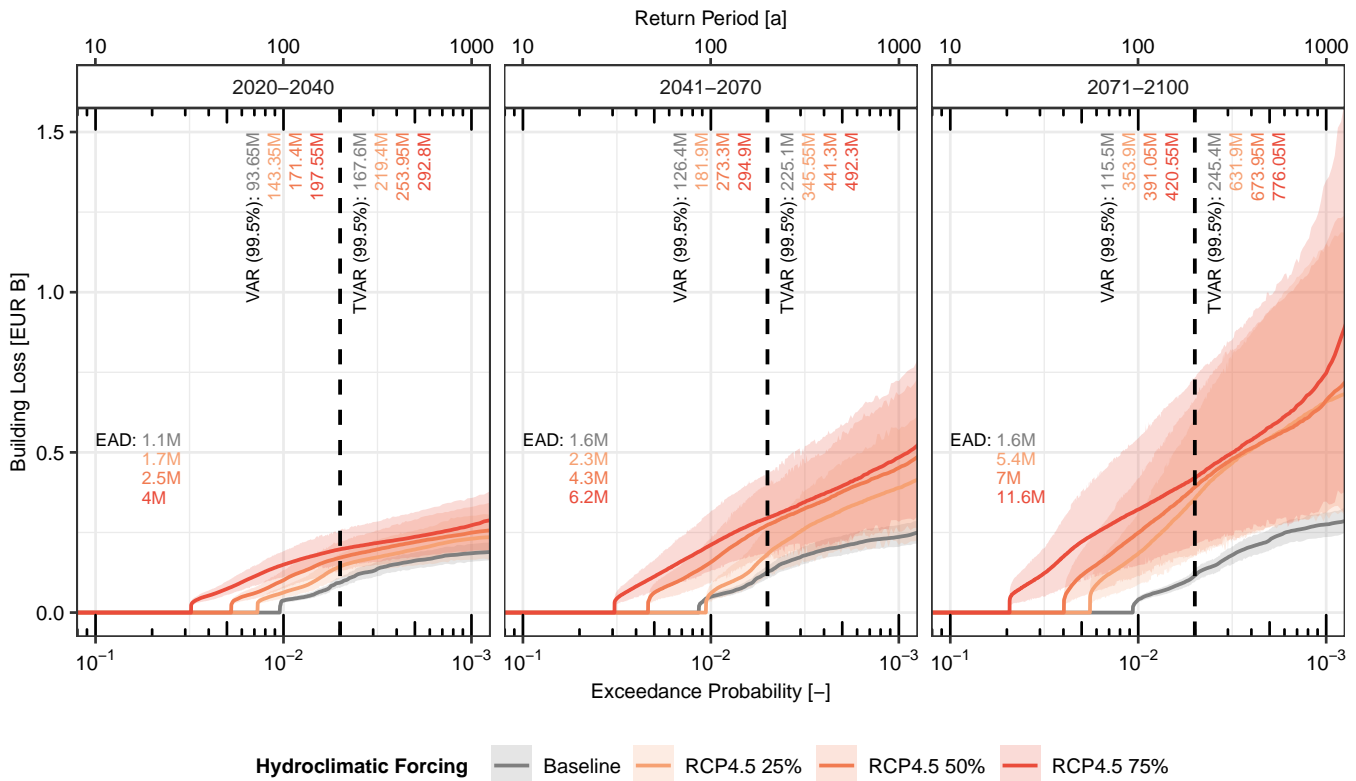 Return Period [a]
10 100 1000 10 100 1000 10 100 1000
2020–2040 2041–2070 2071–2100
Building Loss [EUR B]
1.5
1.0
0.5
0.0
VAR (99.5%): 93.65M
143.35M
171.4M
197.55M
TVAR (99.5%): 167.6M
219.4M
253.95M
292.8M
EAD: 1.1M
1.7M
2.5M
4M
VAR (99.5%): 126.4M
181.9M
273.3M
294.9M
TVAR (99.5%): 225.1M
345.55M
441.3M
492.3M
EAD: 1.6M
2.3M
4.3M
6.2M
VAR (99.5%): 115.5M
353.9M
391.05M
420.55M
TVAR (99.5%): 245.4M
631.9M
673.95M
776.05M
EAD: 1.6M
5.4M
7M
11.6M
10⁻¹ 10⁻² 10⁻³ 10⁻¹ 10⁻² 10⁻³ 10⁻¹ 10⁻² 10⁻³
Exceedance Probability [–]
Hydroclimatic Forcing Baseline RCP4.5 25% RCP4.5 50% RCP4.5 75%